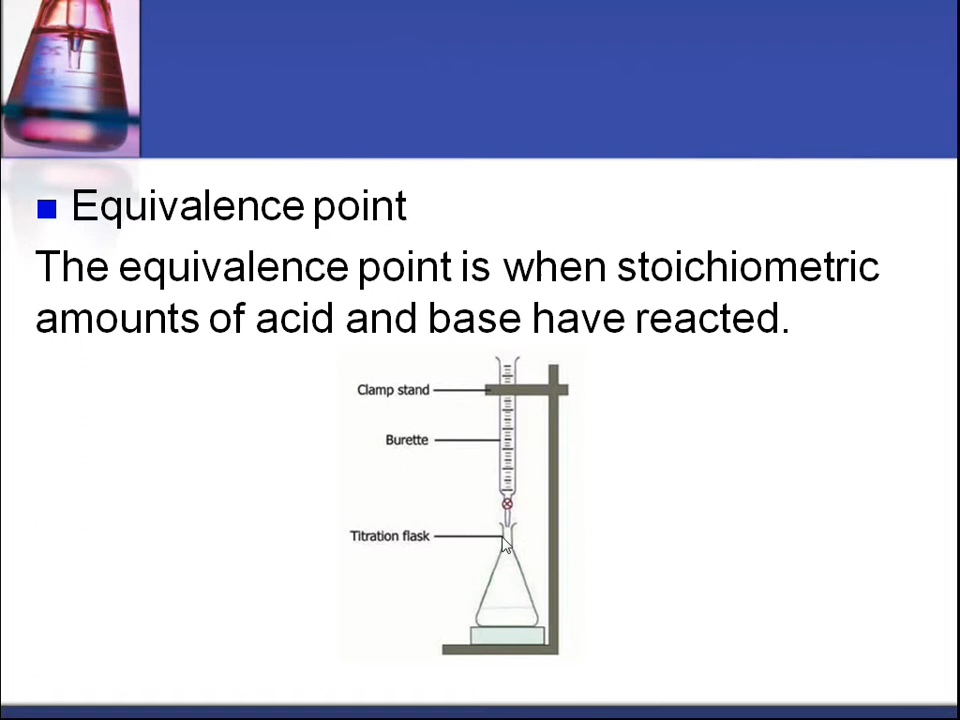 Equivalence point
The equivalence point is when stoichiometric
amounts of acid and base have reacted.
Clamp stand
Burette
Titration flask